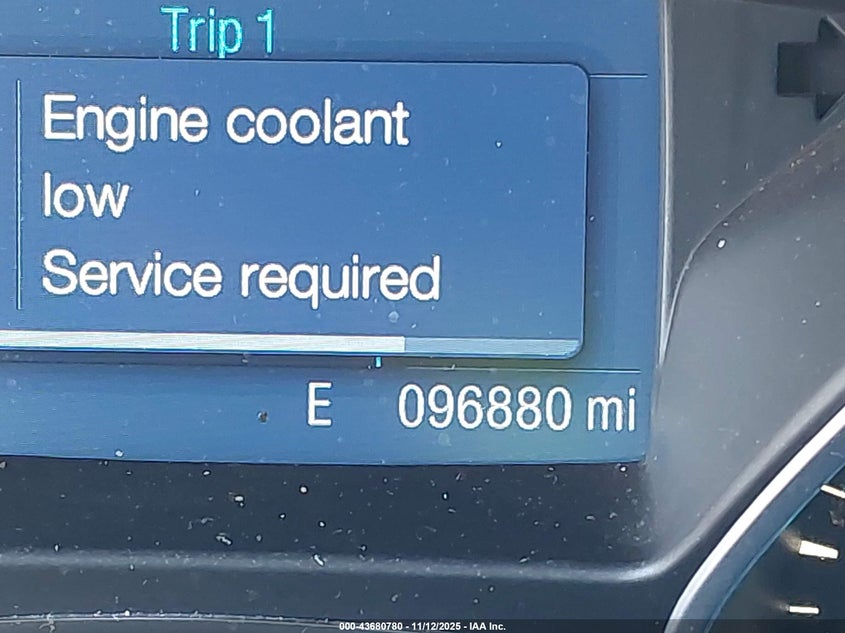 Trip 1
Engine coolant
low
Service required
E 096880 mi
000-43680780 - 11/12/2025 - IAA Inc.